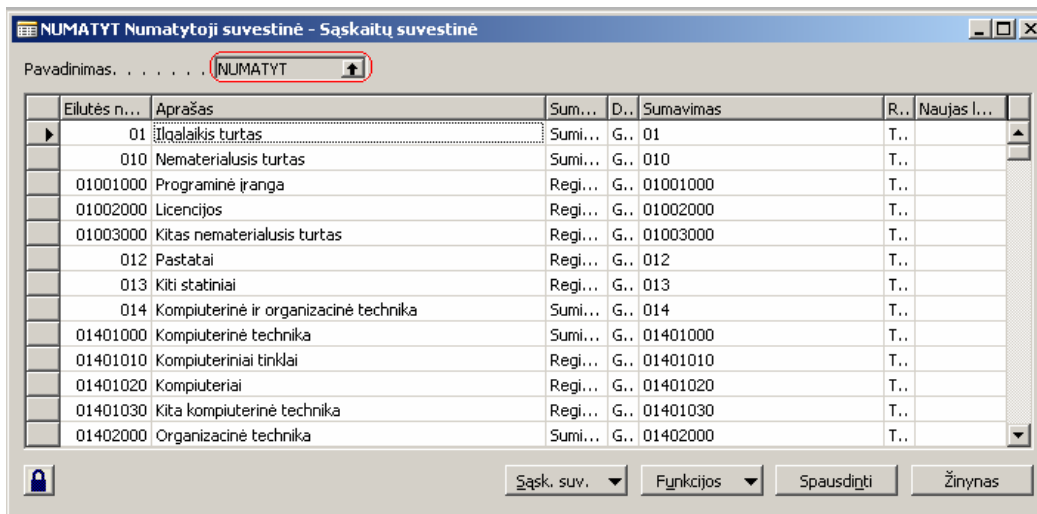 NUMATYT Numatytoji suvestinė - Sąskaitų suvestinė
Pavadinimas. . . . . . . NUMATYT
Eilutės n... Aprašas Sum... D.. Sumavimas R.. Naujas l...
01 Ilgalaikis turtas Sumi... G.. 01 T..
010 Nematerialusis turtas Sumi... G.. 010 T..
01001000 Programinė įranga Regi... G.. 01001000 T..
01002000 Licencijos Regi... G.. 01002000 T..
01003000 Kitas nematerialusis turtas Regi... G.. 01003000 T..
012 Pastatai Regi... G.. 012 T..
013 Kiti statiniai Regi... G.. 013 T..
014 Kompiuterinė ir organizacinė technika Sumi... G.. 014 T..
01401000 Kompiuterinė technika Sumi... G.. 01401000 T..
01401010 Kompiuteriniai tinklai Regi... G.. 01401010 T..
01401020 Kompiuteriai Regi... G.. 01401020 T..
01401030 Kita kompiuterinė technika Regi... G.. 01401030 T..
01402000 Organizacinė technika Sumi... G.. 01402000 T..
Sąsk. suv. Funkcijos Spausdinti Žinynas